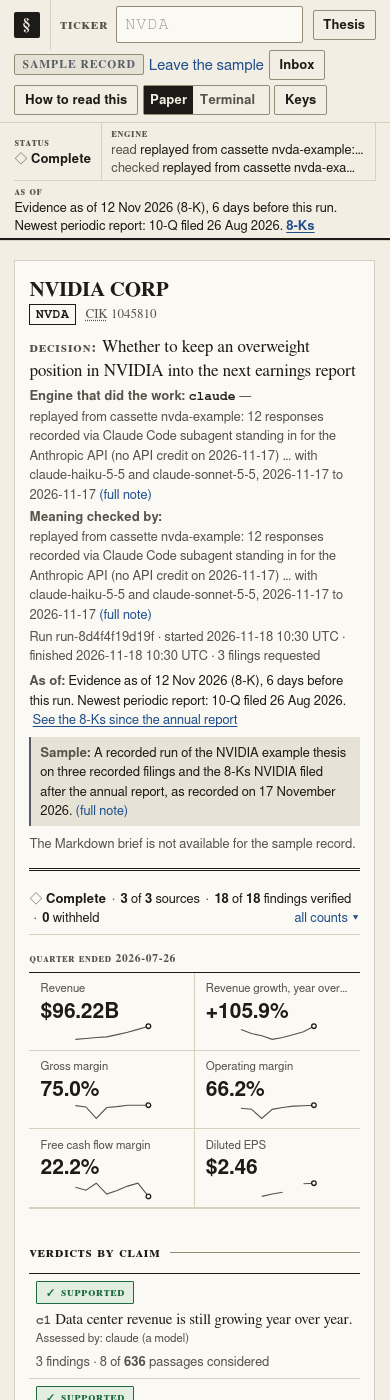 § TICKER NVDA Thesis
SAMPLE RECORD Leave the sample Inbox
How to read this Paper Terminal Keys
STATUS
◇ Complete
ENGINE
read replayed from cassette nvda-example:...
checked replayed from cassette nvda-exa...
AS OF
Evidence as of 12 Nov 2026 (8-K), 6 days before this run.
Newest periodic report: 10-Q filed 26 Aug 2026. 8-Ks
NVIDIA CORP
NVDA CIK 1045810
DECISION: Whether to keep an overweight
position in NVIDIA into the next earnings report
Engine that did the work: claude —
replayed from cassette nvda-example: 12 responses
recorded via Claude Code subagent standing in for the
Anthropic API (no API credit on 2026-11-17) ... with
claude-haiku-5-5 and claude-sonnet-5-5, 2026-11-17 to
2026-11-17 (full note)
Meaning checked by:
replayed from cassette nvda-example: 12 responses
recorded via Claude Code subagent standing in for the
Anthropic API (no API credit on 2026-11-17) ... with
claude-haiku-5-5 and claude-sonnet-5-5, 2026-11-17 to
2026-11-17 (full note)
Run run-8d4f4f19d19f · started 2026-11-18 10:30 UTC ·
finished 2026-11-18 10:30 UTC · 3 filings requested
As of: Evidence as of 12 Nov 2026 (8-K), 6 days before
this run. Newest periodic report: 10-Q filed 26 Aug 2026.
See the 8-Ks since the annual report
Sample: A recorded run of the NVIDIA example thesis
on three recorded filings and the 8-Ks NVIDIA filed
after the annual report, as recorded on 17 November
2026. (full note)
The Markdown brief is not available for the sample record.
◇ Complete · 3 of 3 sources · 18 of 18 findings verified
· 0 withheld all counts ▾
QUARTER ENDED 2026-07-26
Revenue
$96.22B
Revenue growth, year over...
+105.9%
Gross margin
75.0%
Operating margin
66.2%
Free cash flow margin
22.2%
Diluted EPS
$2.46
VERDICTS BY CLAIM
✓ SUPPORTED
c1 Data center revenue is still growing year over year.
Assessed by: claude (a model)
3 findings · 8 of 636 passages considered
✓ SUPPORTED